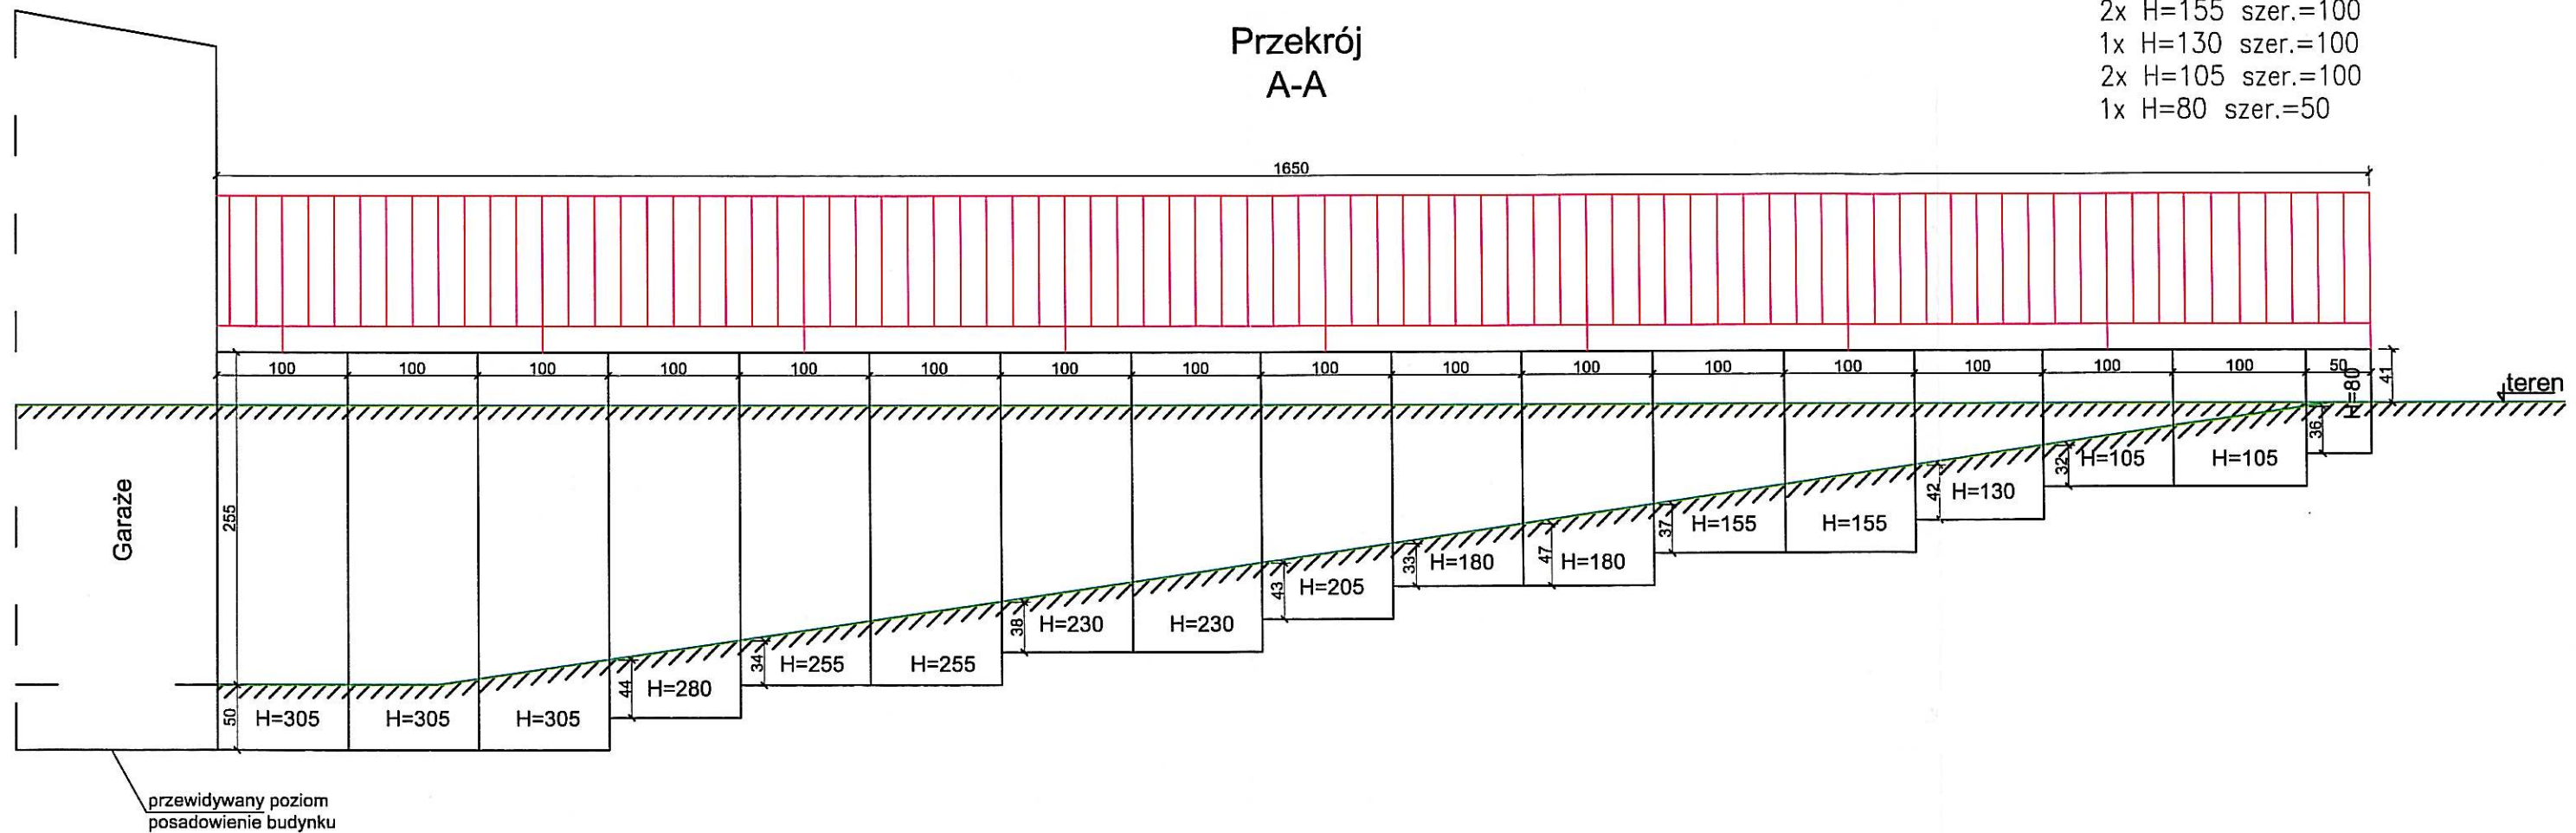 2x H=155 szer.=100
1x H=130 szer.=100
2x H=105 szer.=100
1x H=80 szer.=50
Przekrój
A-A
1650
100 100 100 100 100 100 100 100 100 100 100 100 100 100 100 100 50
41
H=80
teren
Garaże
255
50
H=305
H=305
H=305
44
H=280
34
H=255
H=255
38
H=230
H=230
43
H=205
33
H=180
47
H=180
37
H=155
H=155
42
H=130
32
H=105
H=105
36
przewidywany poziom
posadowienie budynku